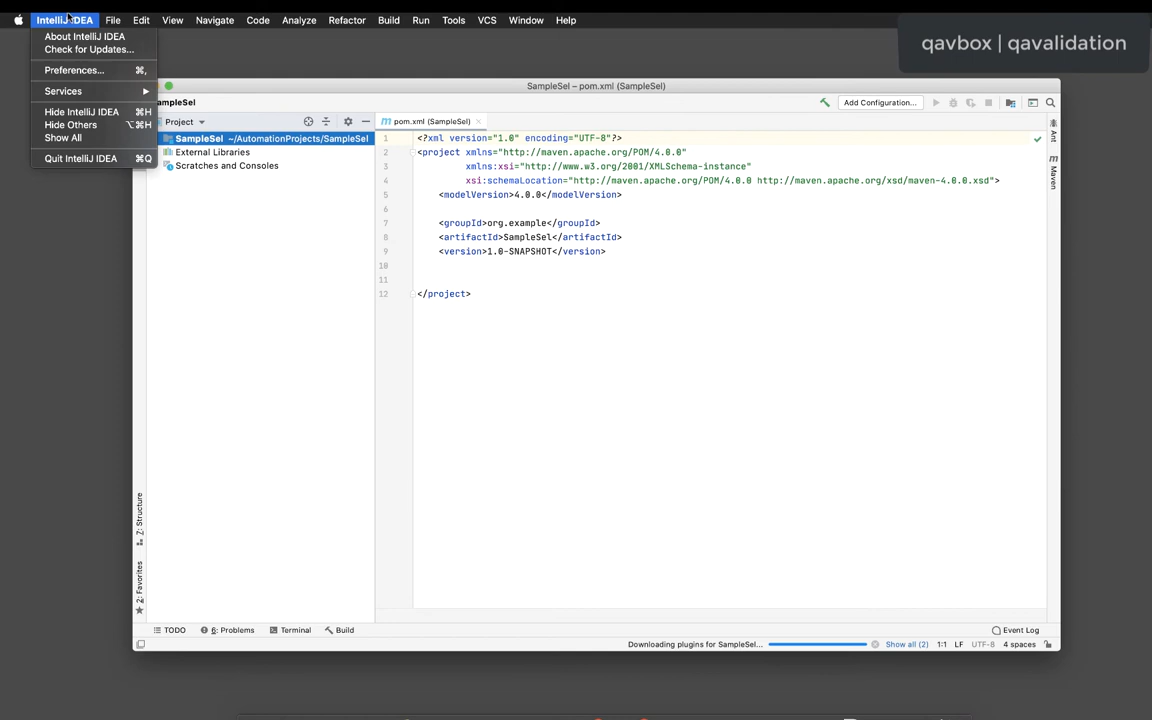 IntelliJ IDEA File Edit View Navigate Code Analyze Refactor Build Run Tools VCS Window Help
qavbox | qavalidation
About IntelliJ IDEA
Check for Updates...
Preferences... ⌘,
Services
Hide IntelliJ IDEA ⌘H
Hide Others ⌥⌘H
Show All
Quit IntelliJ IDEA ⌘Q
SampleSel – pom.xml (SampleSel)
ampleSel
Add Configuration...
Project
pom.xml (SampleSel)
SampleSel ~/AutomationProjects/SampleSel
External Libraries
Scratches and Consoles
1 <?xml version="1.0" encoding="UTF-8"?>
2 <project xmlns="http://maven.apache.org/POM/4.0.0"
3 xmlns:xsi="http://www.w3.org/2001/XMLSchema-instance"
4 xsi:schemaLocation="http://maven.apache.org/POM/4.0.0 http://maven.apache.org/xsd/maven-4.0.0.xsd">
5 <modelVersion>4.0.0</modelVersion>
6
7 <groupId>org.example</groupId>
8 <artifactId>SampleSel</artifactId>
9 <version>1.0-SNAPSHOT</version>
10
11
12 </project>
Ant
Maven
Z: Structure
2: Favorites
TODO 6: Problems Terminal Build Event Log
Downloading plugins for SampleSel... Show all (2) 1:1 LF UTF-8 4 spaces